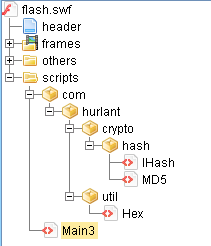 flash.swf
header
frames
others
scripts
com
hurlant
crypto
hash
IHash
MD5
util
Hex
Main3